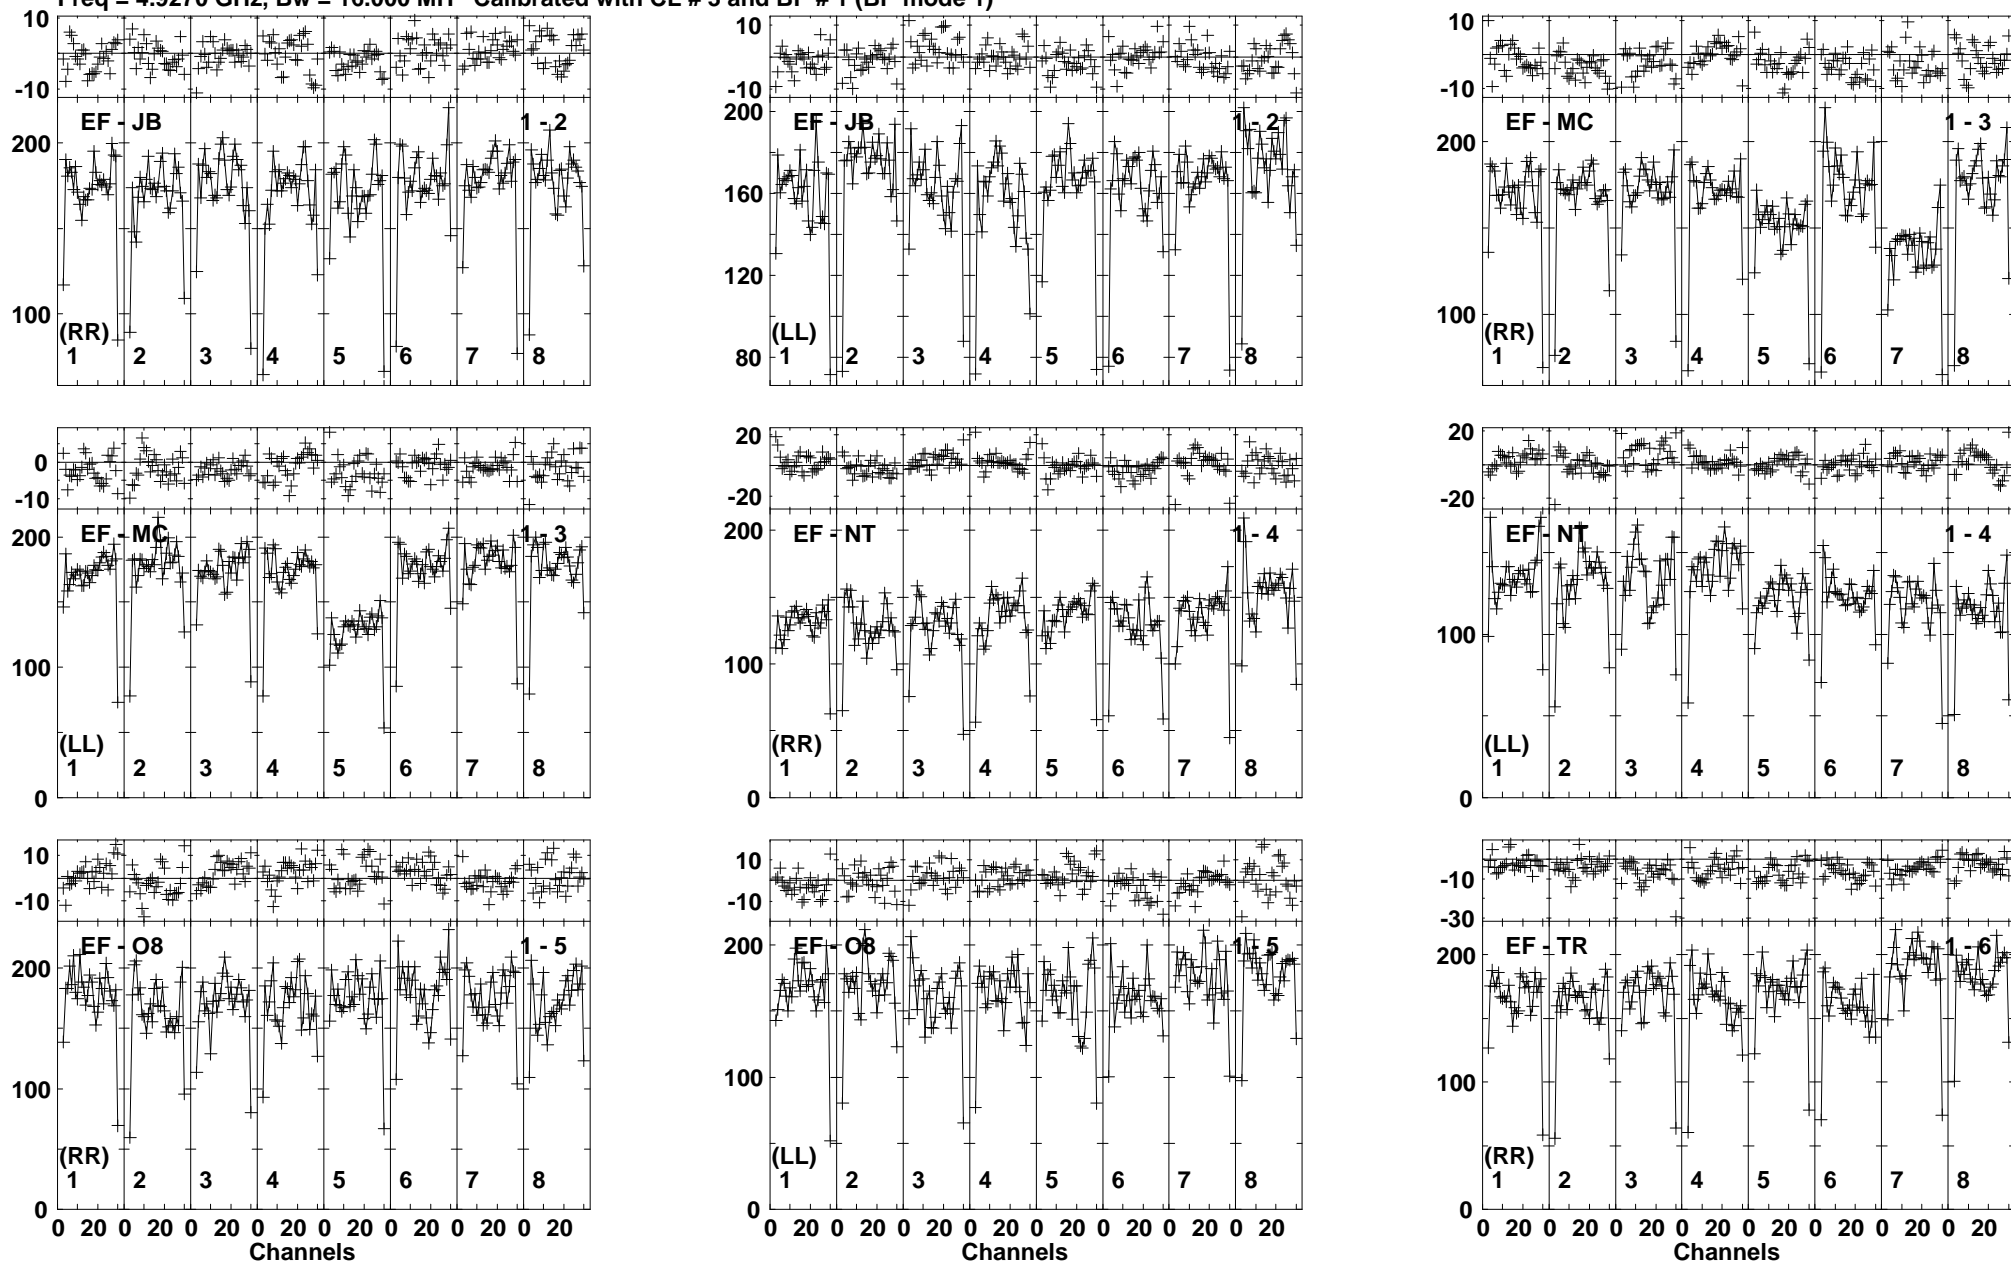 Freq = 4.9270 GHz, Bw = 16.000 MH Calibrated with CL # 3 and BP # 1 (BP mode 1)
10 10 10
-10 -10 -10
EF - JB 1 - 2 EF - JB 1 - 2 EF - MC 1 - 3
200 200 200
160
120
100 100
80
(RR) (LL) (RR)
1 2 3 4 5 6 7 8 1 2 3 4 5 6 7 8 1 2 3 4 5 6 7 8
0 20 20
-10 -20 -20
EF - MC 1 - 3 EF - NT 1 - 4 EF - NT 1 - 4
200 200
100 100 100
(LL) (RR) (LL)
1 2 3 4 5 6 7 8 1 2 3 4 5 6 7 8 1 2 3 4 5 6 7 8
0 0 0
10 10
-10 -10 -10
-30
EF - O8 1 - 5 EF - O8 1 - 5 EF - TR 1 - 6
200 200 200
100 100 100
(RR) (LL) (RR)
1 2 3 4 5 6 7 8 1 2 3 4 5 6 7 8 1 2 3 4 5 6 7 8
0 0 0
0 20 0 20 0 20 0 20 0 20 0 20 0 20 0 20 0 20 0 20 0 20 0 20 0 20 0 20 0 20 0 20 0 20 0 20 0 20 0 20 0 20 0 20 0 20 0 20
Channels Channels Channels